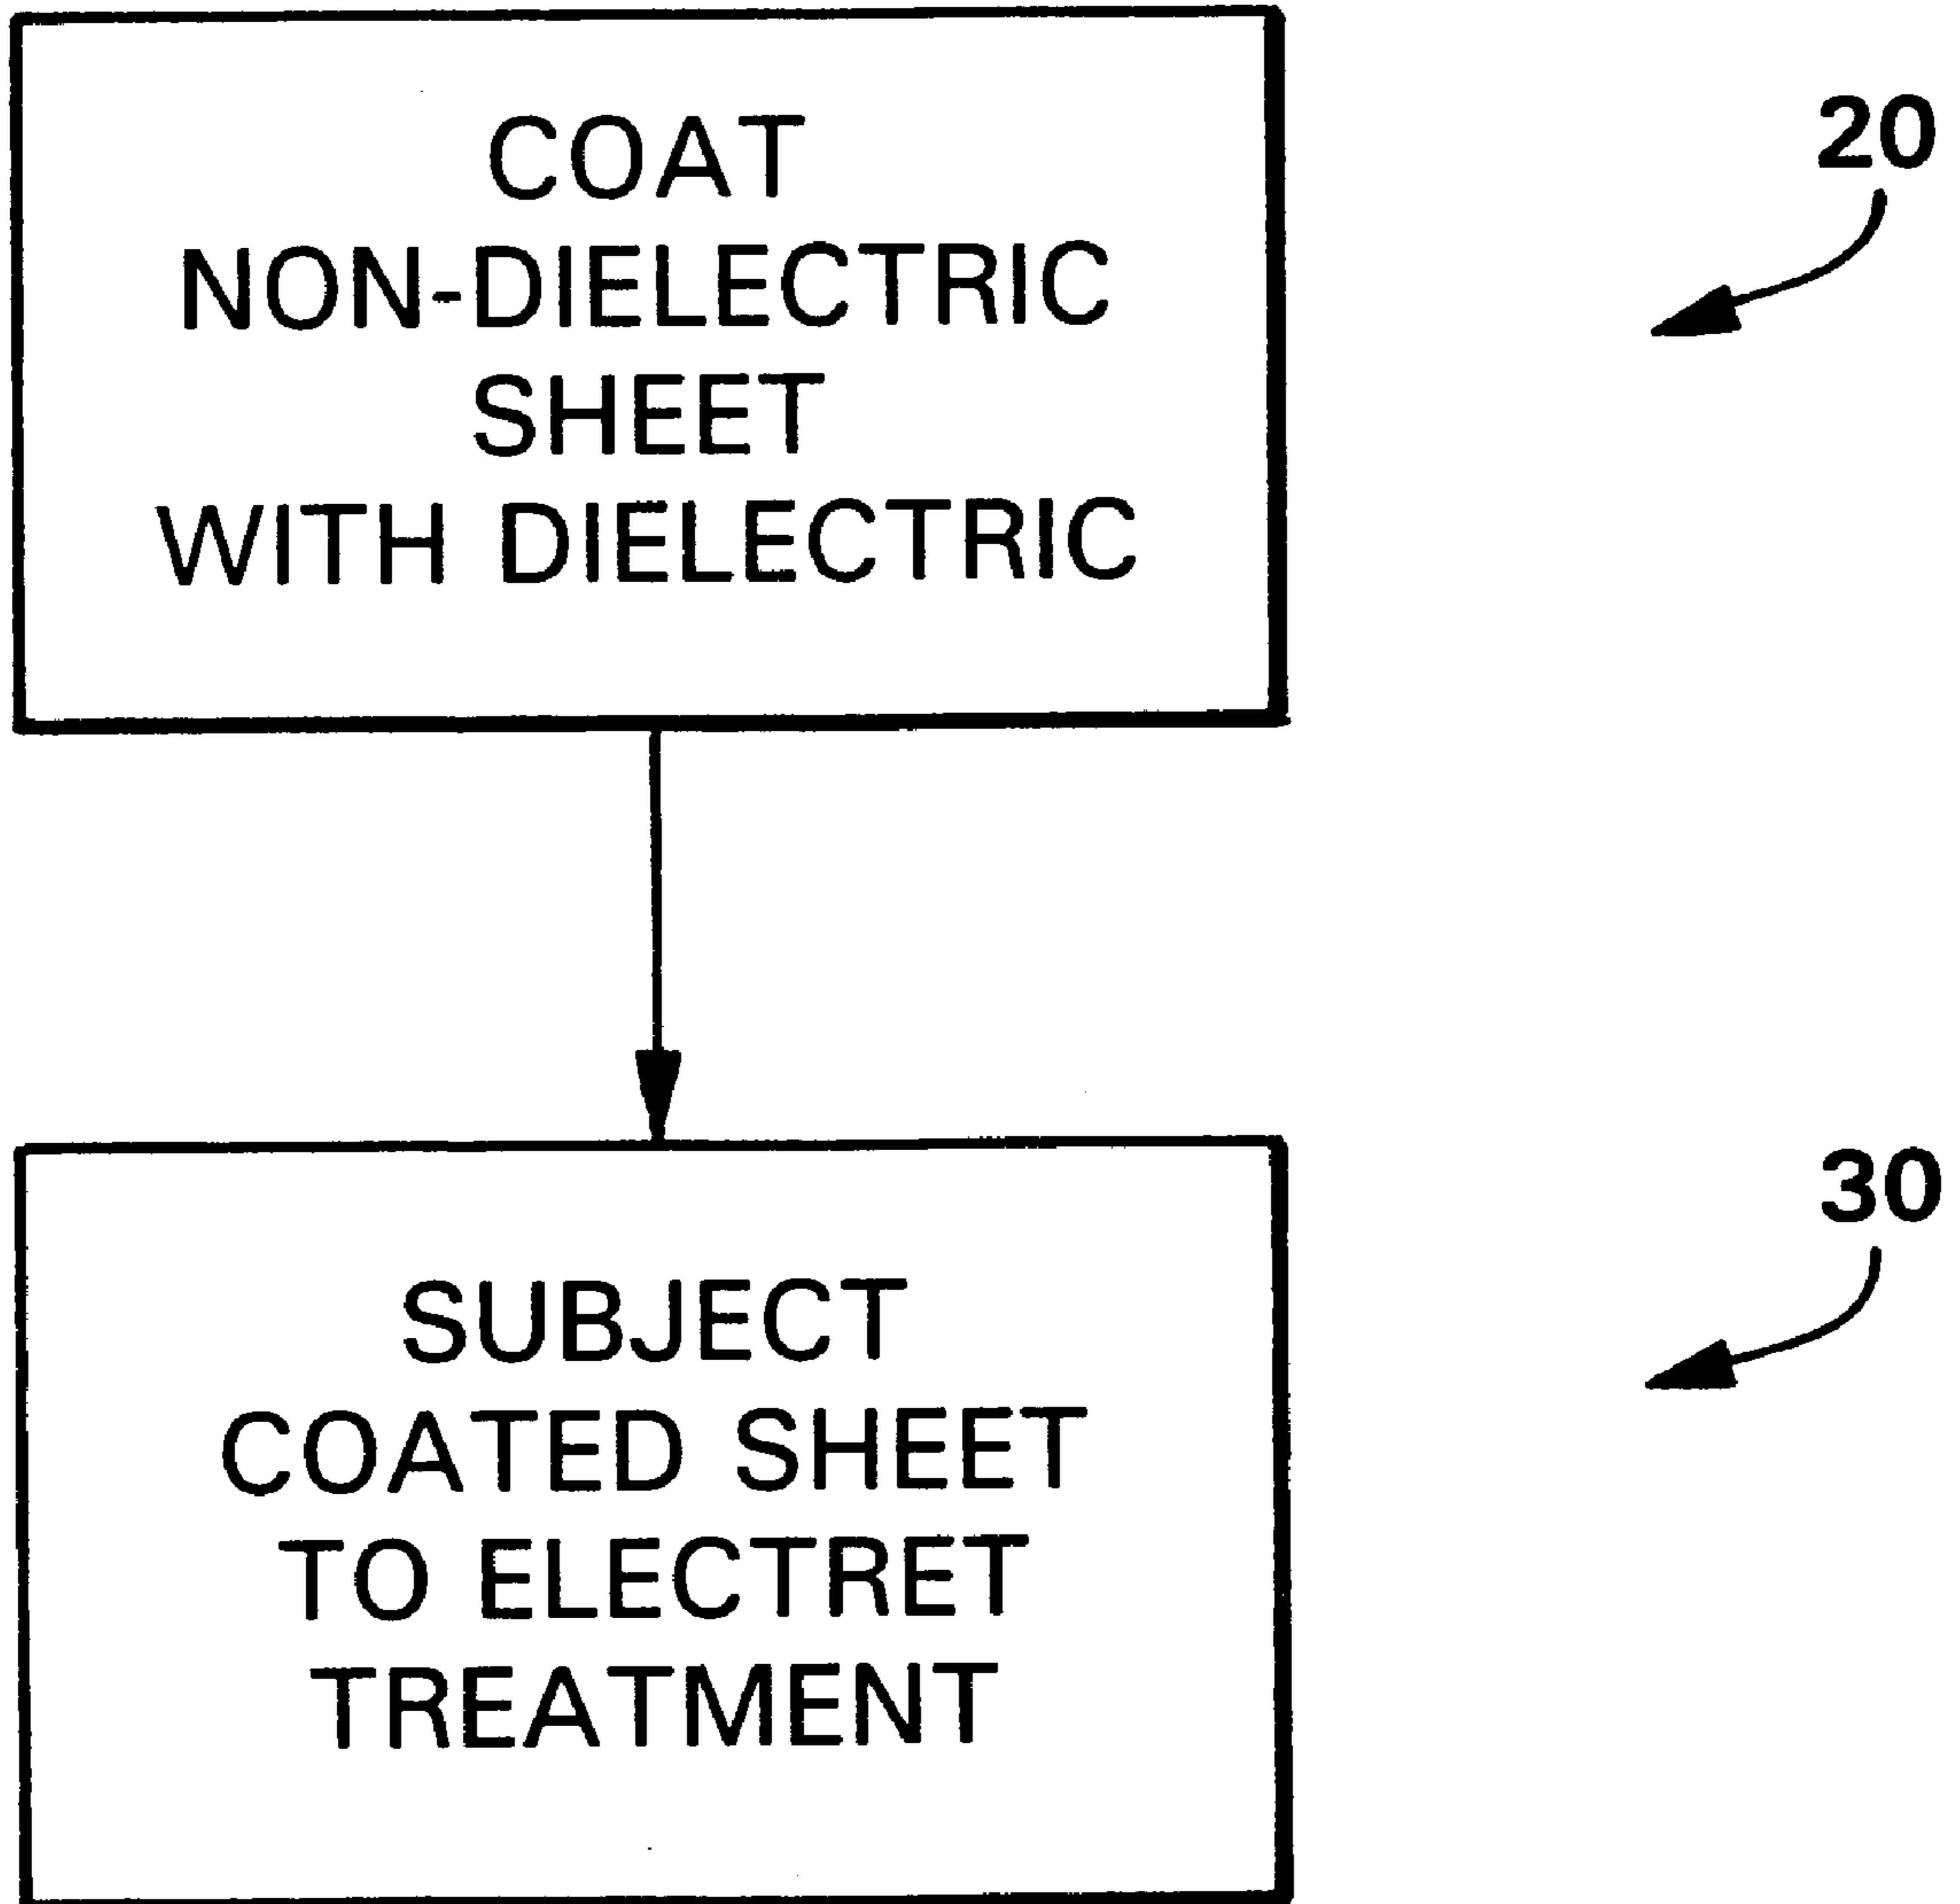 COAT
NON-DIELECTRIC
SHEET
WITH DIELECTRIC
20
SUBJECT
COATED SHEET
TO ELECTRET
TREATMENT
30